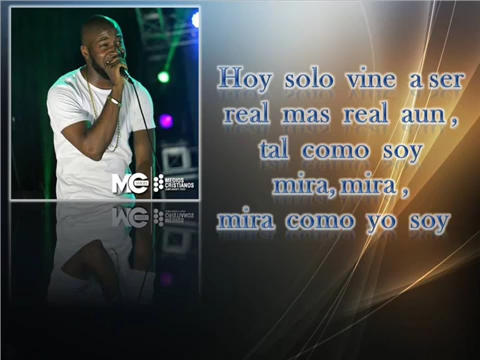 Hoy solo vine a ser
real mas real aun ,
tal como soy
mira, mira ,
mira como yo soy
MC
MEDIOS
CRISTIANOS